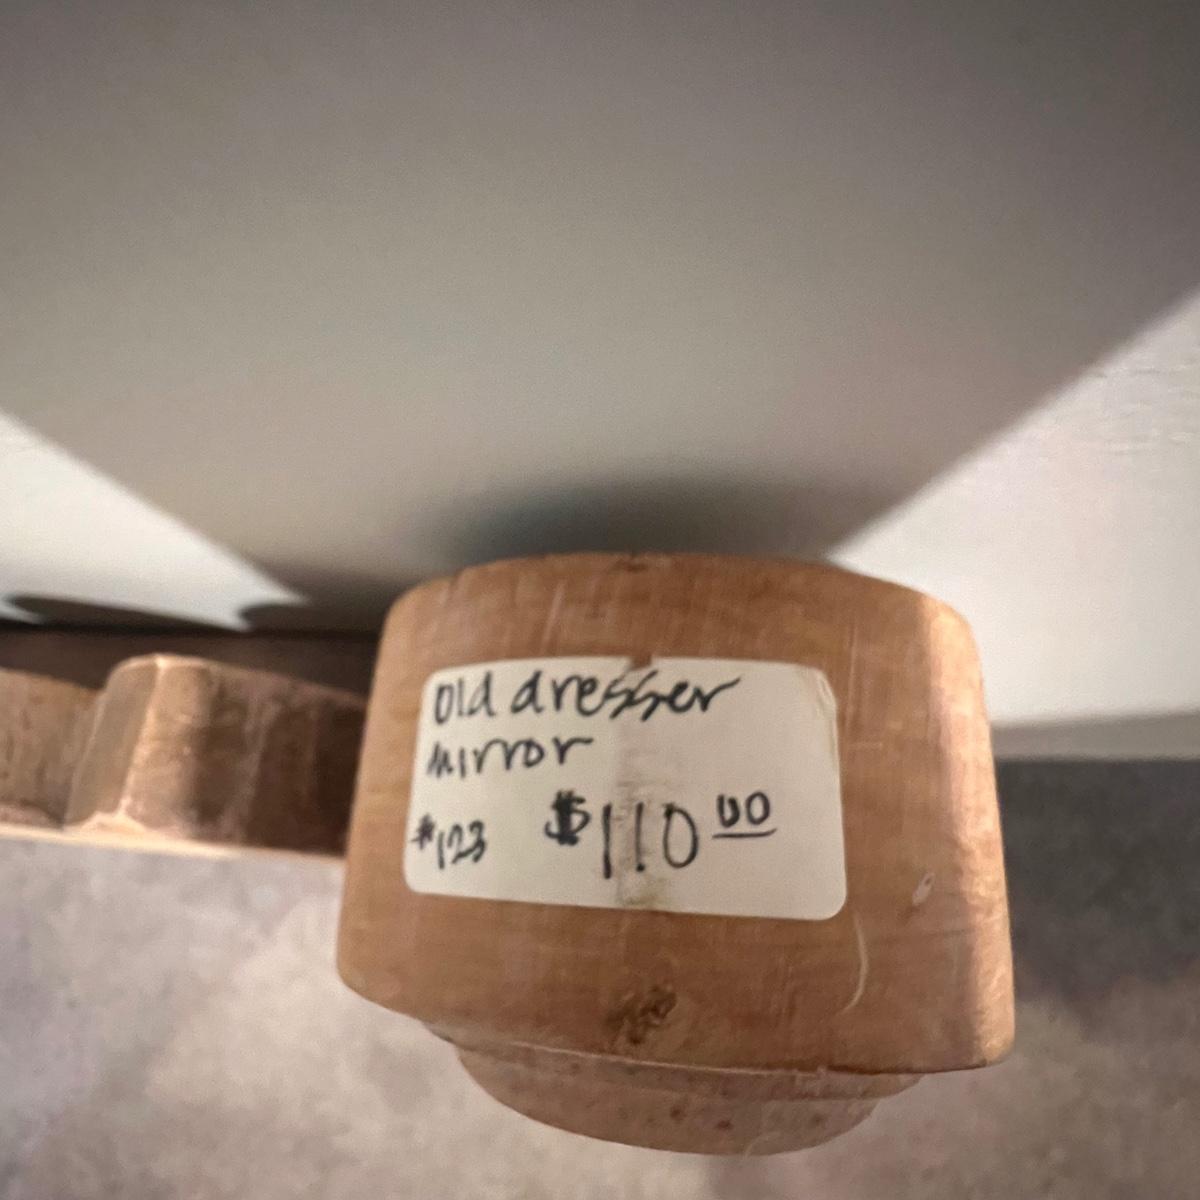 old dresser
mirror
#123 $110.00